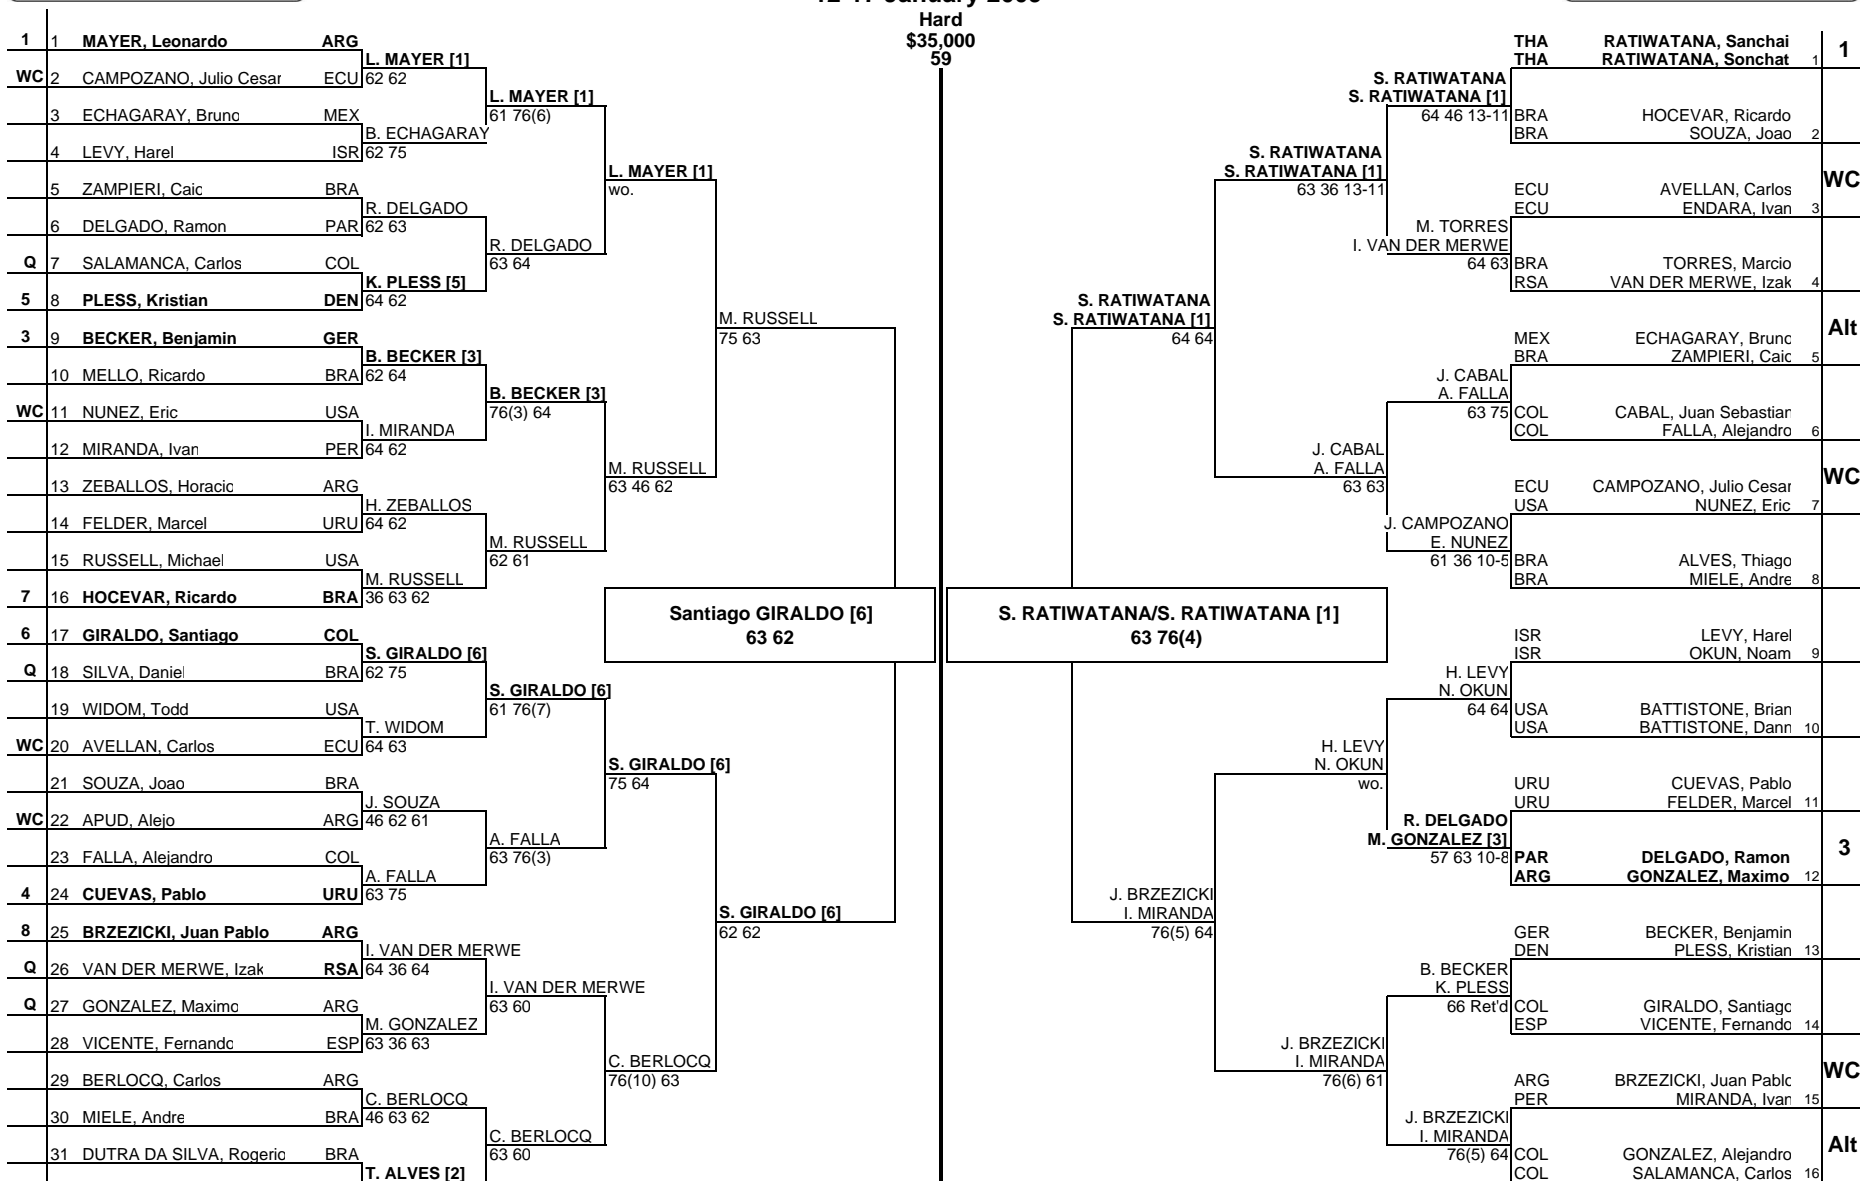 Hard
$35,000
59
1 1 MAYER, Leonardo ARG
L. MAYER [1]
WC 2 CAMPOZANO, Julio Cesar ECU 62 62
L. MAYER [1]
3 ECHAGARAY, Bruno MEX 61 76(6)
B. ECHAGARAY
4 LEVY, Harel ISR 62 75
L. MAYER [1]
5 ZAMPIERI, Caio BRA wo.
R. DELGADO
6 DELGADO, Ramon PAR 62 63
R. DELGADO
Q 7 SALAMANCA, Carlos COL 63 64
K. PLESS [5]
5 8 PLESS, Kristian DEN 64 62
M. RUSSELL
3 9 BECKER, Benjamin GER 75 63
B. BECKER [3]
10 MELLO, Ricardo BRA 62 64
B. BECKER [3]
WC 11 NUNEZ, Eric USA 76(3) 64
I. MIRANDA
12 MIRANDA, Ivan PER 64 62
M. RUSSELL
13 ZEBALLOS, Horacio ARG 63 46 62
H. ZEBALLOS
14 FELDER, Marcel URU 64 62
M. RUSSELL
15 RUSSELL, Michael USA 62 61
M. RUSSELL
7 16 HOCEVAR, Ricardo BRA 36 63 62
Santiago GIRALDO [6]
63 62
6 17 GIRALDO, Santiago COL
S. GIRALDO [6]
Q 18 SILVA, Daniel BRA 62 75
S. GIRALDO [6]
19 WIDOM, Todd USA 61 76(7)
T. WIDOM
WC 20 AVELLAN, Carlos ECU 64 63
S. GIRALDO [6]
21 SOUZA, Joao BRA 75 64
J. SOUZA
WC 22 APUD, Alejo ARG 46 62 61
A. FALLA
23 FALLA, Alejandro COL 63 76(3)
A. FALLA
4 24 CUEVAS, Pablo URU 63 75
S. GIRALDO [6]
8 25 BRZEZICKI, Juan Pablo ARG 62 62
I. VAN DER MERWE
Q 26 VAN DER MERWE, Izak RSA 64 36 64
I. VAN DER MERWE
Q 27 GONZALEZ, Maximo ARG 63 60
M. GONZALEZ
28 VICENTE, Fernando ESP 63 36 63
C. BERLOCQ
29 BERLOCQ, Carlos ARG 76(10) 63
C. BERLOCQ
30 MIELE, Andre BRA 46 63 62
C. BERLOCQ
31 DUTRA DA SILVA, Rogerio BRA 63 60
T. ALVES [2]
THA RATIWATANA, Sanchai 1
THA RATIWATANA, Sonchat 1
S. RATIWATANA
S. RATIWATANA [1]
64 46 13-11 BRA HOCEVAR, Ricardo
BRA SOUZA, Joao 2
S. RATIWATANA
S. RATIWATANA [1]
WC
63 36 13-11 ECU AVELLAN, Carlos
ECU ENDARA, Ivan 3
M. TORRES
I. VAN DER MERWE
64 63 BRA TORRES, Marcio
RSA VAN DER MERWE, Izak 4
S. RATIWATANA
S. RATIWATANA [1]
Alt
64 64 MEX ECHAGARAY, Bruno
BRA ZAMPIERI, Caio 5
J. CABAL
A. FALLA
63 75 COL CABAL, Juan Sebastian
COL FALLA, Alejandro 6
J. CABAL
A. FALLA
WC
63 63 ECU CAMPOZANO, Julio Cesar
USA NUNEZ, Eric 7
J. CAMPOZANO
E. NUNEZ
61 36 10-5 BRA ALVES, Thiago
BRA MIELE, Andre 8
S. RATIWATANA/S. RATIWATANA [1]
63 76(4)
ISR LEVY, Harel
ISR OKUN, Noam 9
H. LEVY
N. OKUN
64 64 USA BATTISTONE, Brian
USA BATTISTONE, Dann 10
H. LEVY
N. OKUN
wo. URU CUEVAS, Pablo
URU FELDER, Marcel 11
R. DELGADO
M. GONZALEZ [3]
3
57 63 10-8 PAR DELGADO, Ramon
ARG GONZALEZ, Maximo 12
J. BRZEZICKI
I. MIRANDA
76(5) 64 GER BECKER, Benjamin
DEN PLESS, Kristian 13
B. BECKER
K. PLESS
66 Ret'd COL GIRALDO, Santiago
ESP VICENTE, Fernando 14
J. BRZEZICKI
I. MIRANDA
WC
76(6) 61 ARG BRZEZICKI, Juan Pablo
PER MIRANDA, Ivan 15
J. BRZEZICKI
I. MIRANDA
Alt
76(5) 64 COL GONZALEZ, Alejandro
COL SALAMANCA, Carlos 16